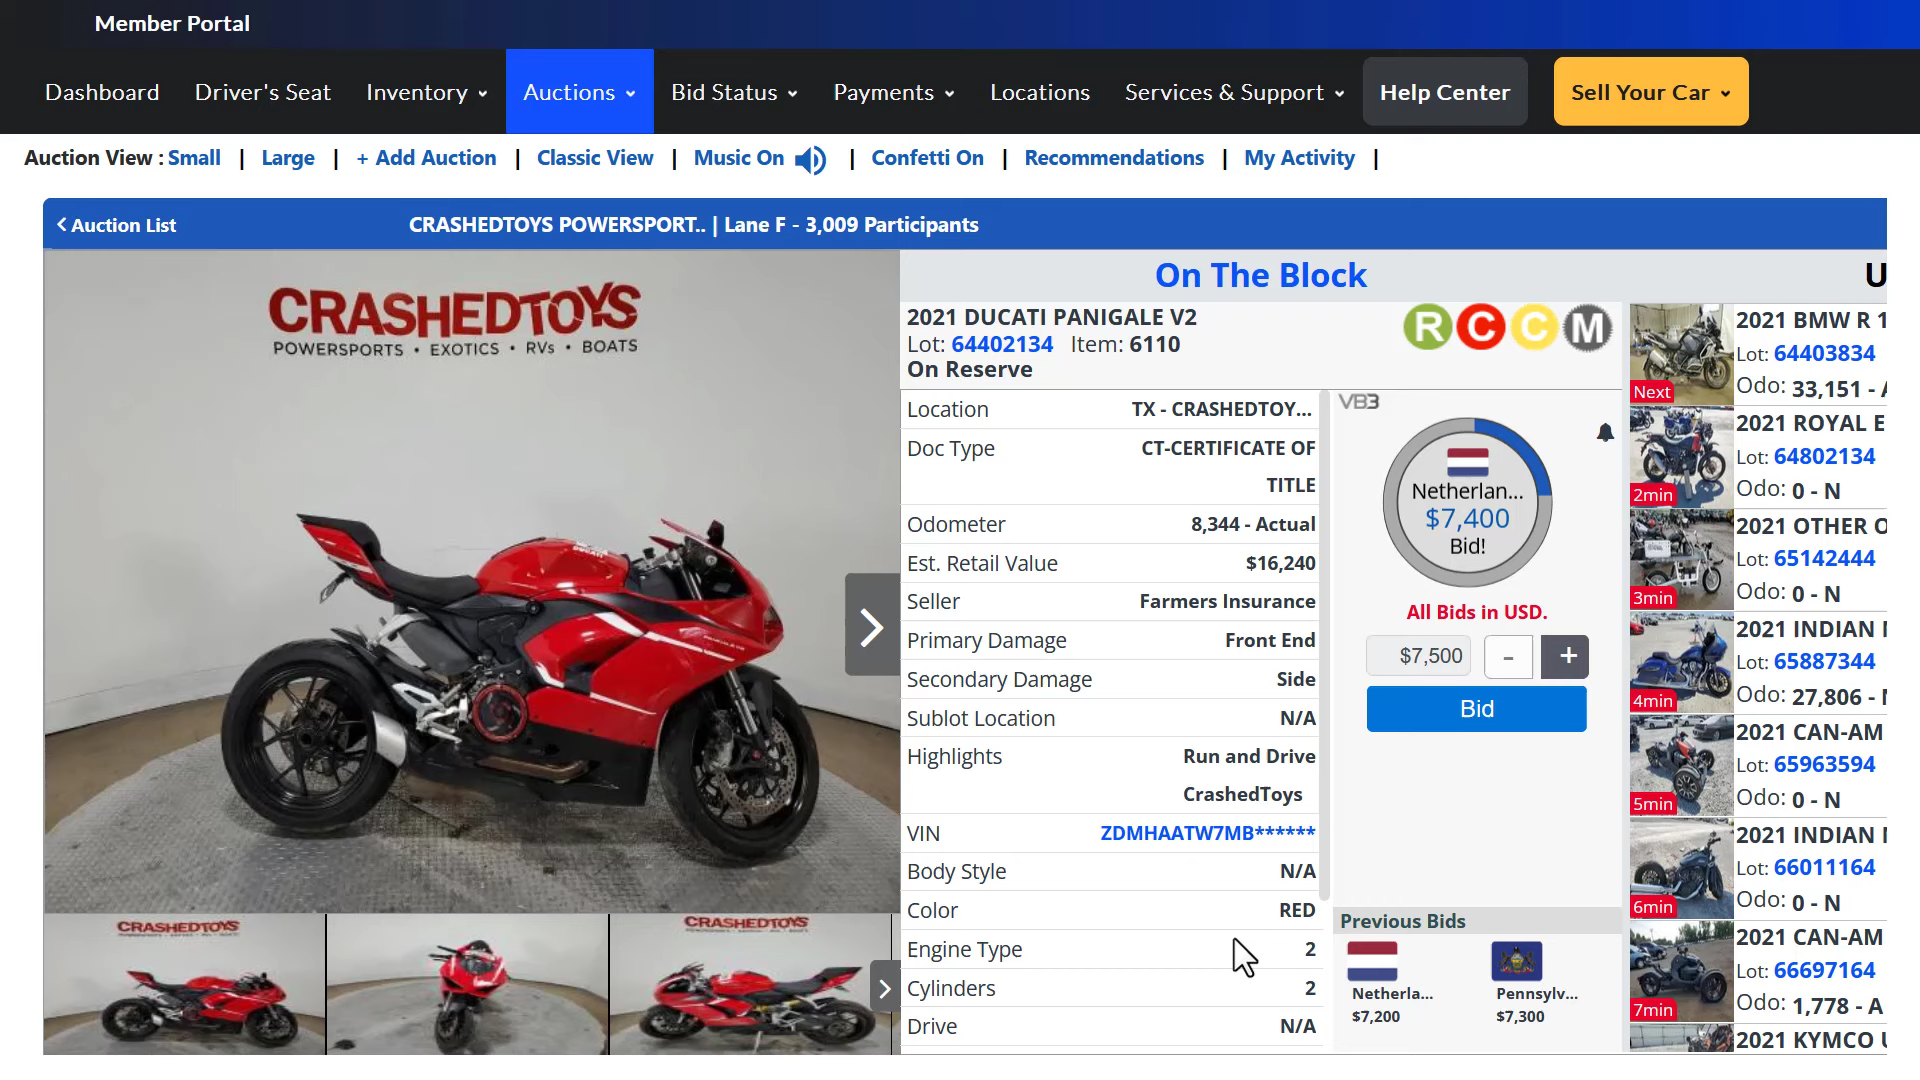 Member Portal
Dashboard Driver's Seat Inventory Auctions Bid Status Payments Locations Services & Support Help Center Sell Your Car
Auction View : Small | Large | + Add Auction | Classic View | Music On | Confetti On | Recommendations | My Activity |
Auction List
CRASHEDTOYS POWERSPORT.. | Lane F - 3,009 Participants
CRASHEDTOYS
POWERSPORTS • EXOTICS • RVs • BOATS
On The Block
2021 DUCATI PANIGALE V2
Lot: 64402134 Item: 6110
On Reserve
R C C M
Location TX - CRASHEDTOY...
Doc Type CT-CERTIFICATE OF
TITLE
Odometer 8,344 - Actual
Est. Retail Value $16,240
Seller Farmers Insurance
Primary Damage Front End
Secondary Damage Side
Sublot Location N/A
Highlights Run and Drive
CrashedToys
VIN ZDMHAATW7MB******
Body Style N/A
Color RED
Engine Type 2
Cylinders 2
Drive N/A
VB3
Netherlan...
$7,400
Bid!
All Bids in USD.
$7,500 - +
Bid
Previous Bids
Netherla... Pennsylv...
$7,200 $7,300
U
2021 BMW R 1
Lot: 64403834
Odo: 33,151 - A
Next
2021 ROYAL E
Lot: 64802134
Odo: 0 - N
2min
2021 OTHER O
Lot: 65142444
Odo: 0 - N
3min
2021 INDIAN
Lot: 65887344
Odo: 27,806 -
4min
2021 CAN-AM
Lot: 65963594
Odo: 0 - N
5min
2021 INDIAN
Lot: 66011164
Odo: 0 - N
6min
2021 CAN-AM
Lot: 66697164
Odo: 1,778 - A
7min
2021 KYMCO U
CRASHEDTOYS
CRASHEDTOYS